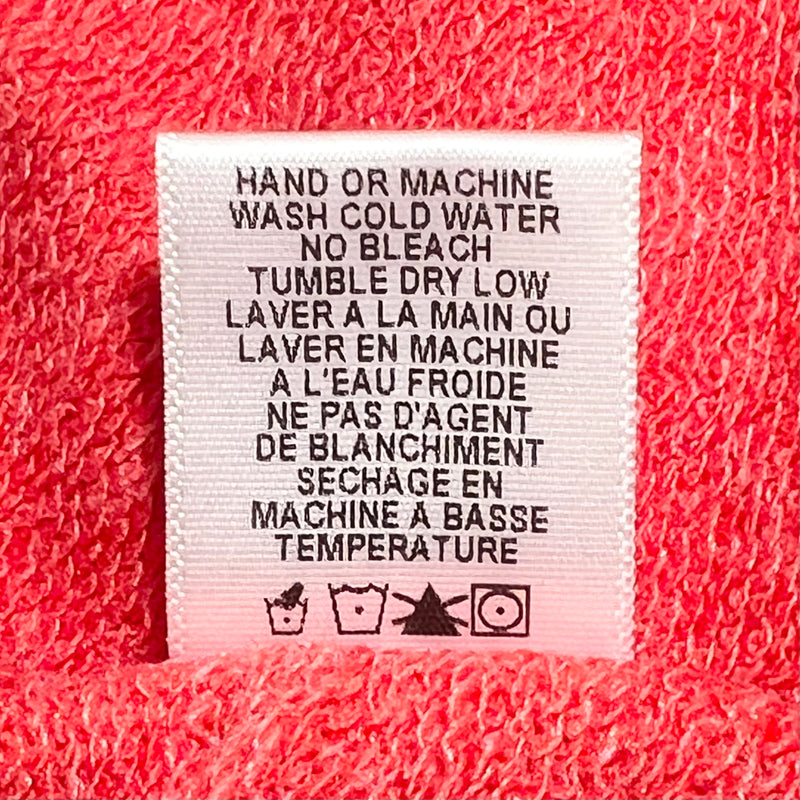 HAND OR MACHINE
WASH COLD WATER
NO BLEACH
TUMBLE DRY LOW
LAVER A LA MAIN OU
LAVER EN MACHINE
A L'EAU FROIDE
NE PAS D'AGENT
DE BLANCHIMENT
SECHAGE EN
MACHINE A BASSE
TEMPERATURE